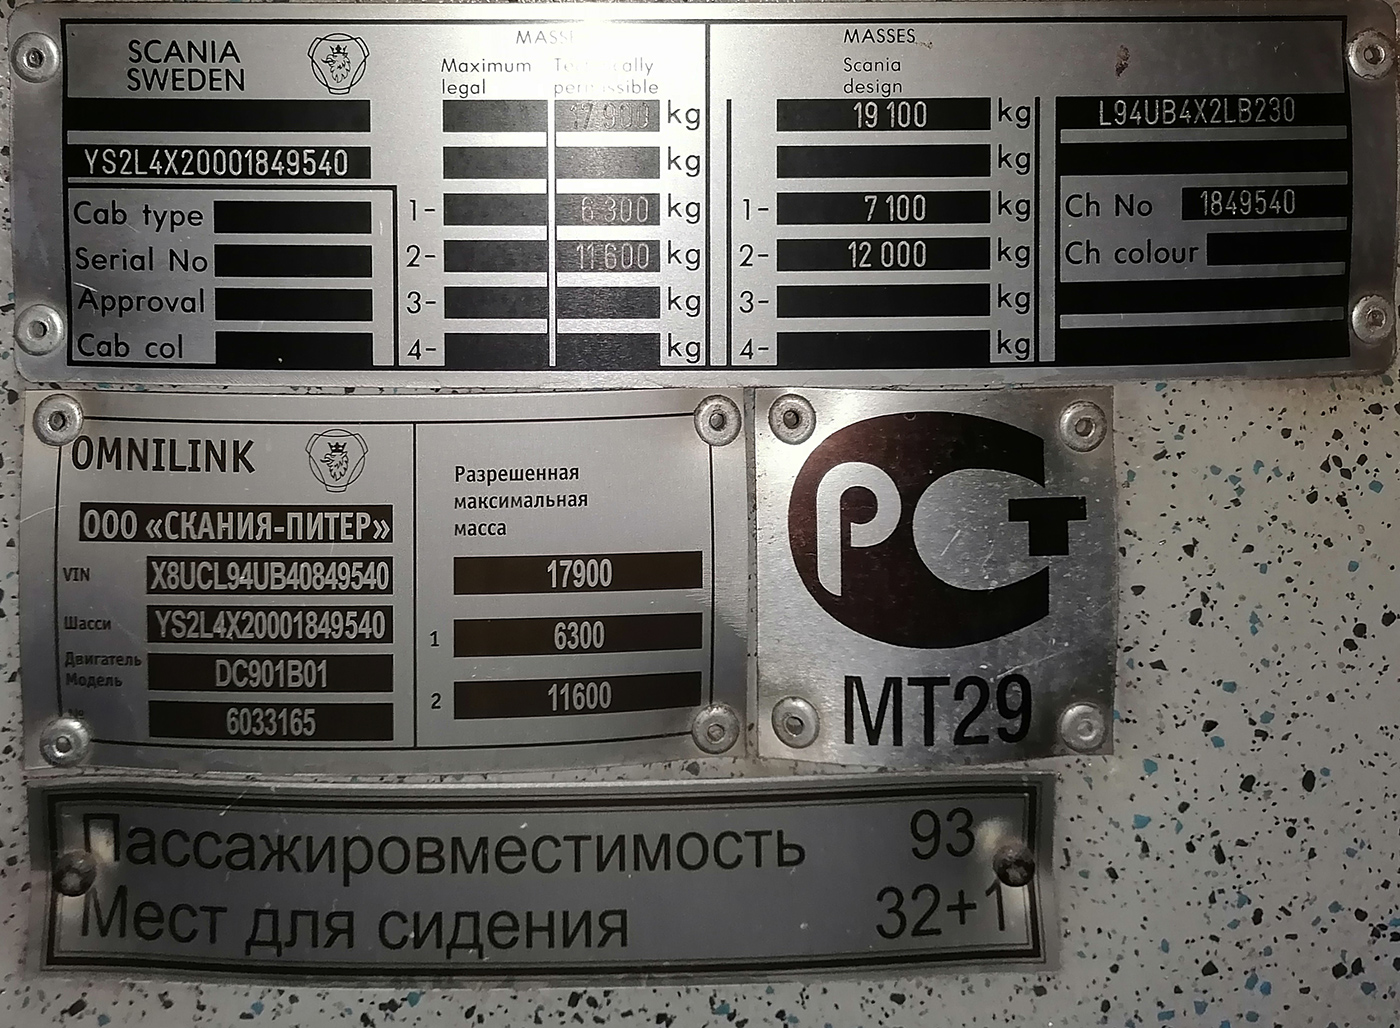 SCANIA
SWEDEN
YS2L4X20001849540
Cab type
Serial No
Approval
Cab col
MASSES
Maximum legal
Technically permissible
17 900 kg
kg
1- 6 300 kg
2- 11 600 kg
3- kg
4- kg
MASSES
Scania
design
19 100 kg
kg
1- 7 100 kg
2- 12 000 kg
3- kg
4- kg
L94UB4X2LB230
Ch No 1849540
Ch colour
OMNILINK
ООО «СКАНИЯ-ПИТЕР»
VIN X8UCL94UB40849540
Шасси YS2L4X20001849540
Двигатель
Модель DC901B01
№ 6033165
Разрешенная
максимальная
масса
17900
1 6300
2 11600
РСТ
МТ29
Пассажировместимость 93
Мест для сидения 32+1